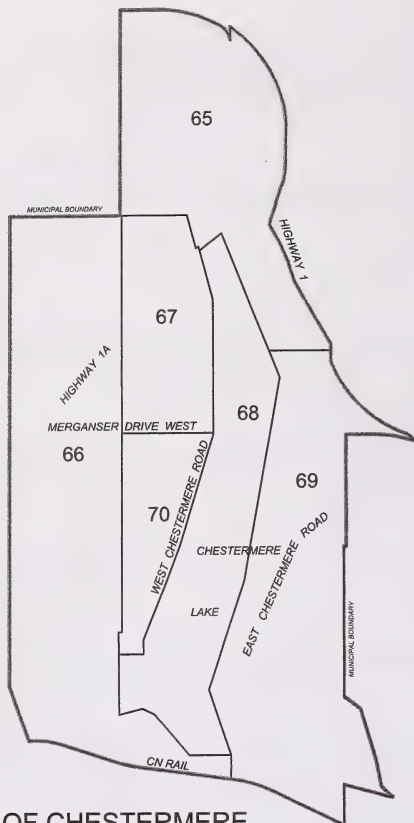 65
MUNICIPAL BOUNDARY
HIGHWAY 1
67
HIGHWAY 1A
68
MERGANSER DRIVE WEST
66
69
70
WEST CHESTERMERE ROAD
CHESTERMERE
LAKE
EAST CHESTERMERE ROAD
MUNICIPAL BOUNDARY
CN RAIL
OF CHESTERMERE